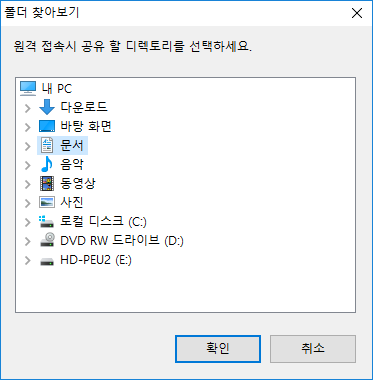 폴더 찾아보기
원격 접속시 공유 할 디렉토리를 선택하세요.
내 PC
다운로드
바탕 화면
문서
음악
동영상
사진
로컬 디스크 (C:)
DVD RW 드라이브 (D:)
HD-PEU2 (E:)
확인
취소